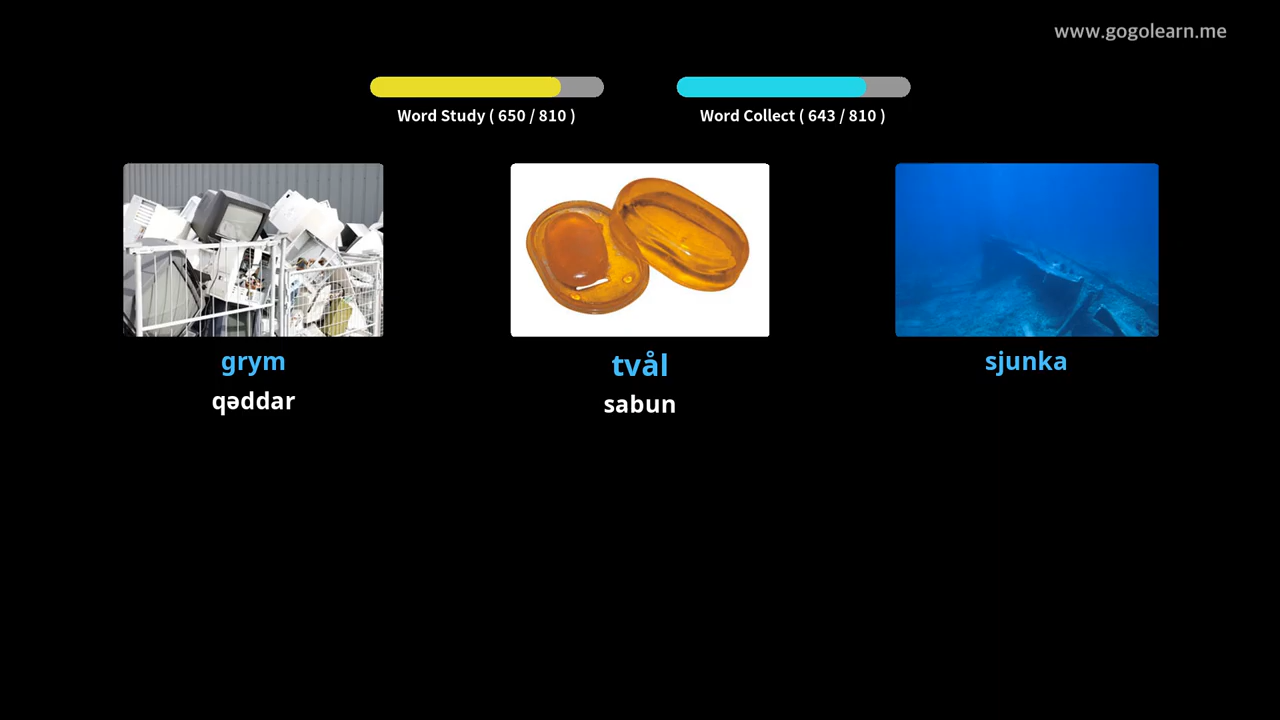 www.gogolearn.me
Word Study ( 650 / 810 )
Word Collect ( 643 / 810 )
grym
tvål
sjunka
qəddar
sabun